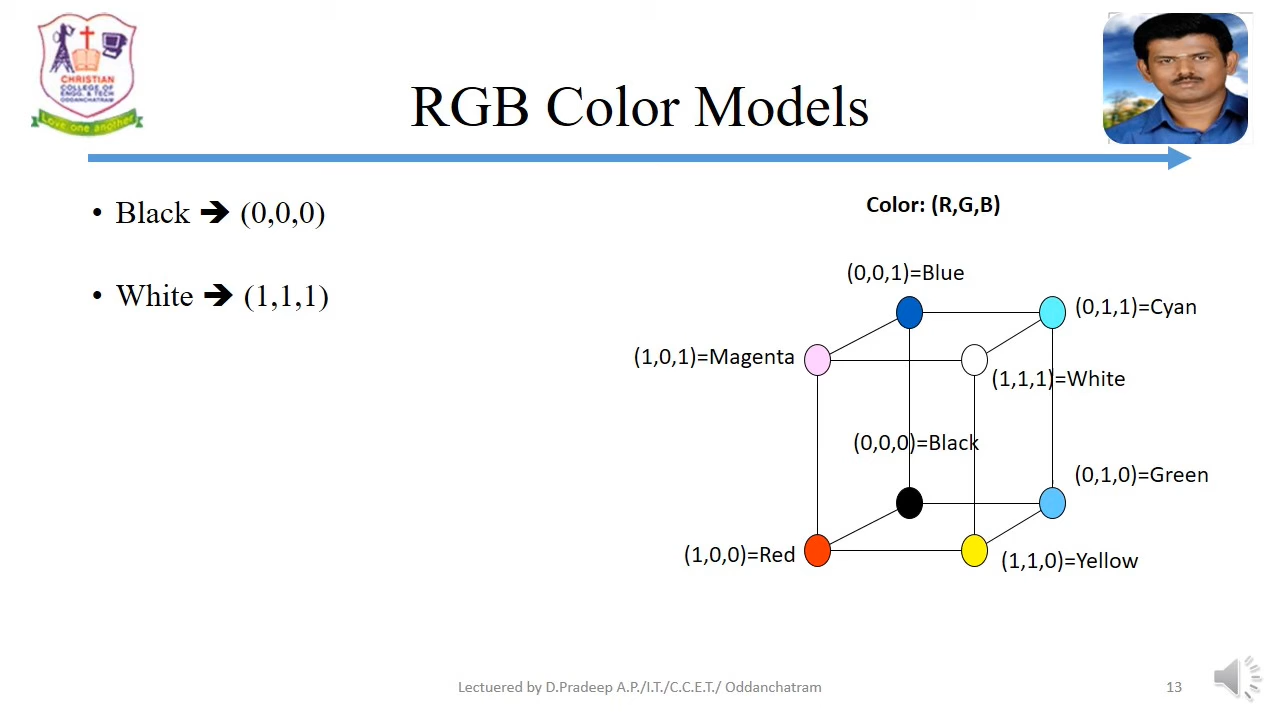 CHRISTIAN
COLLEGE OF
ENGG. & TECH
ODDANCHATRAM
Love one another
RGB Color Models
• Black ➔ (0,0,0)
• White ➔ (1,1,1)
Color: (R,G,B)
(0,0,1)=Blue
(0,1,1)=Cyan
(1,0,1)=Magenta
(1,1,1)=White
(0,0,0)=Black
(0,1,0)=Green
(1,0,0)=Red
(1,1,0)=Yellow
Lectuered by D.Pradeep A.P./I.T./C.C.E.T./ Oddanchatram
13